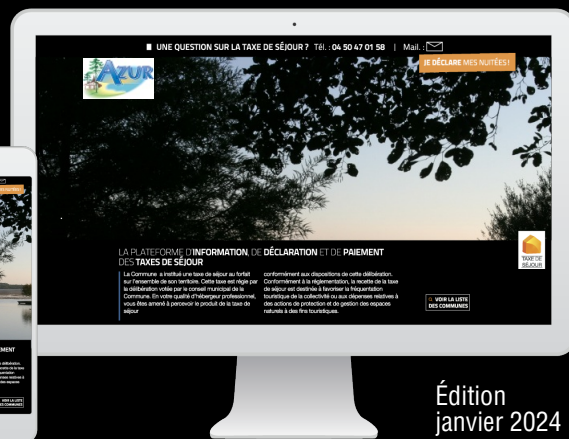 UNE QUESTION SUR LA TAXE DE SÉJOUR ? Tél. : 04 50 47 01 58 | Mail. :
AZUR
JE DÉCLARE MES NUITÉES !
LA PLATEFORME D'INFORMATION, DE DÉCLARATION ET DE PAIEMENT
DES TAXES DE SÉJOUR
La Commune a institué une taxe de séjour au forfait
sur l'ensemble de son territoire. Cette taxe est régie par
la délibération votée par le conseil municipal de la
Commune. En votre qualité d'hébergeur professionnel,
vous êtes amené à percevoir le produit de la taxe de
séjour
conformément aux dispositions de cette délibération.
Conformément à la réglementation, la recette de la taxe
de séjour est destinée à favoriser la fréquentation
touristique de la collectivité ou aux dépenses relatives à
des actions de protection et de gestion des espaces
naturels à des fins touristiques.
TAXE DE
SÉJOUR
VOIR LA LISTE
DES COMMUNES
VOIR LA LISTE
DES COMMUNES
Édition
janvier 2024